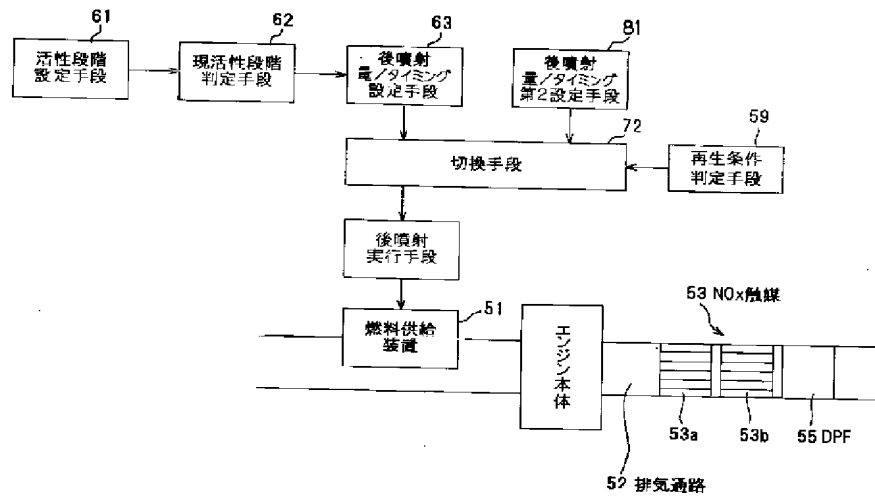 61
62
63
81
活性段階
設定手段
現活性段階
判定手段
後噴射
量/タイミング
設定手段
後噴射
量/タイミング
第2設定手段
72
59
切換手段
再生条件
判定手段
後噴射
実行手段
51
燃料供給
装置
エンジン本体
53 NOx触媒
53a
53b
55 DPF
52 排気通路